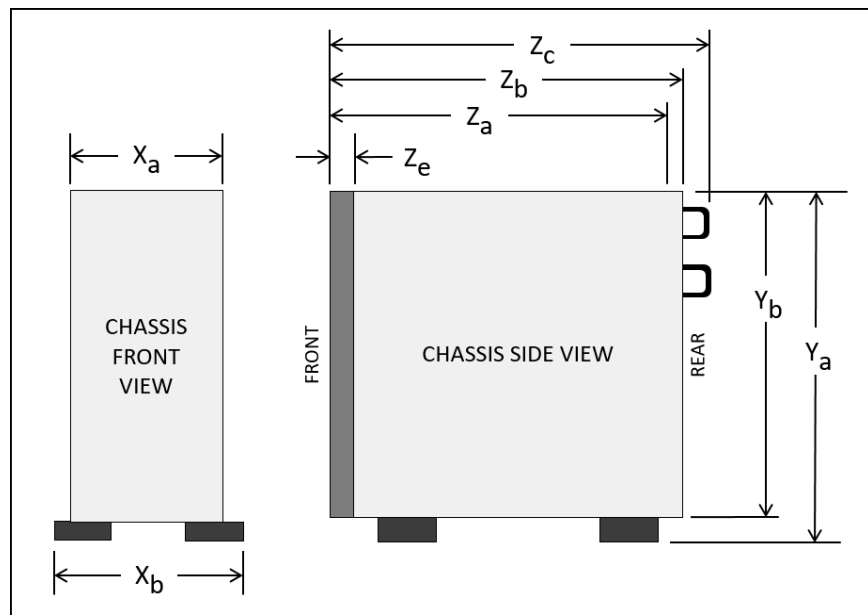 Zc
Zb
Za
Xa
Ze
CHASSIS
FRONT
VIEW
FRONT
CHASSIS SIDE VIEW
REAR
Yb
Ya
Xb